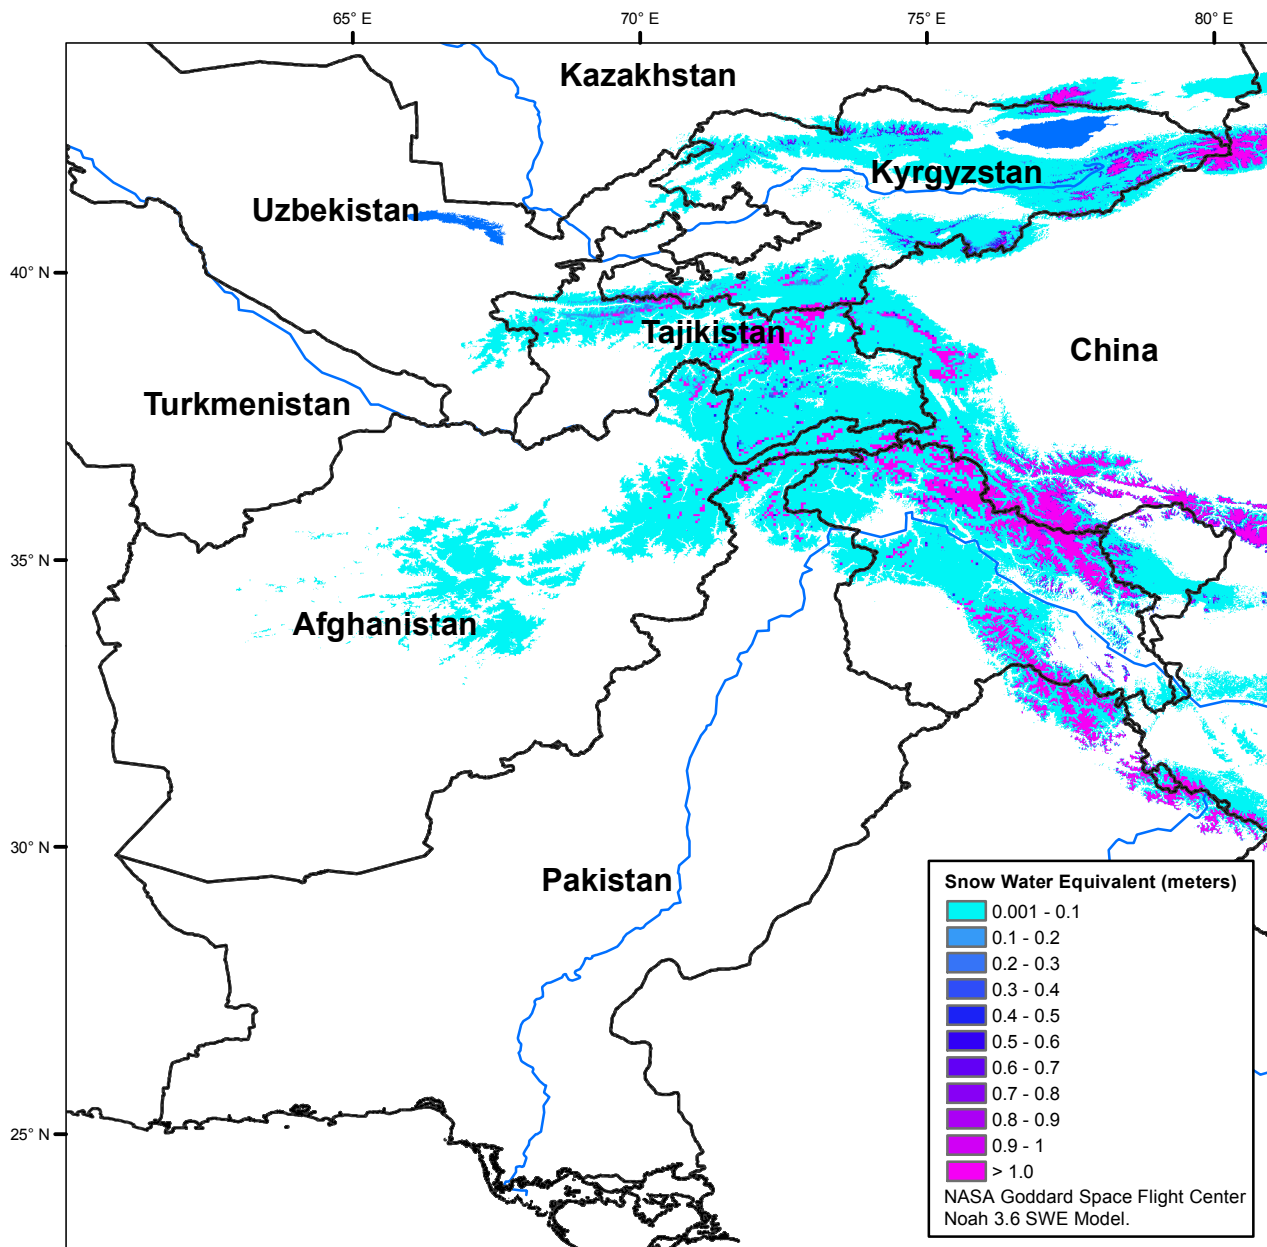 65° E
70° E
75° E
80° E
Kazakhstan
Kyrgyzstan
Uzbekistan
40° N
Tajikistan
China
Turkmenistan
35° N
Afghanistan
30° N
Pakistan
25° N
Snow Water Equivalent (meters)
0.001 - 0.1
0.1 - 0.2
0.2 - 0.3
0.3 - 0.4
0.4 - 0.5
0.5 - 0.6
0.6 - 0.7
0.7 - 0.8
0.8 - 0.9
0.9 - 1
> 1.0
NASA Goddard Space Flight Center
Noah 3.6 SWE Model.